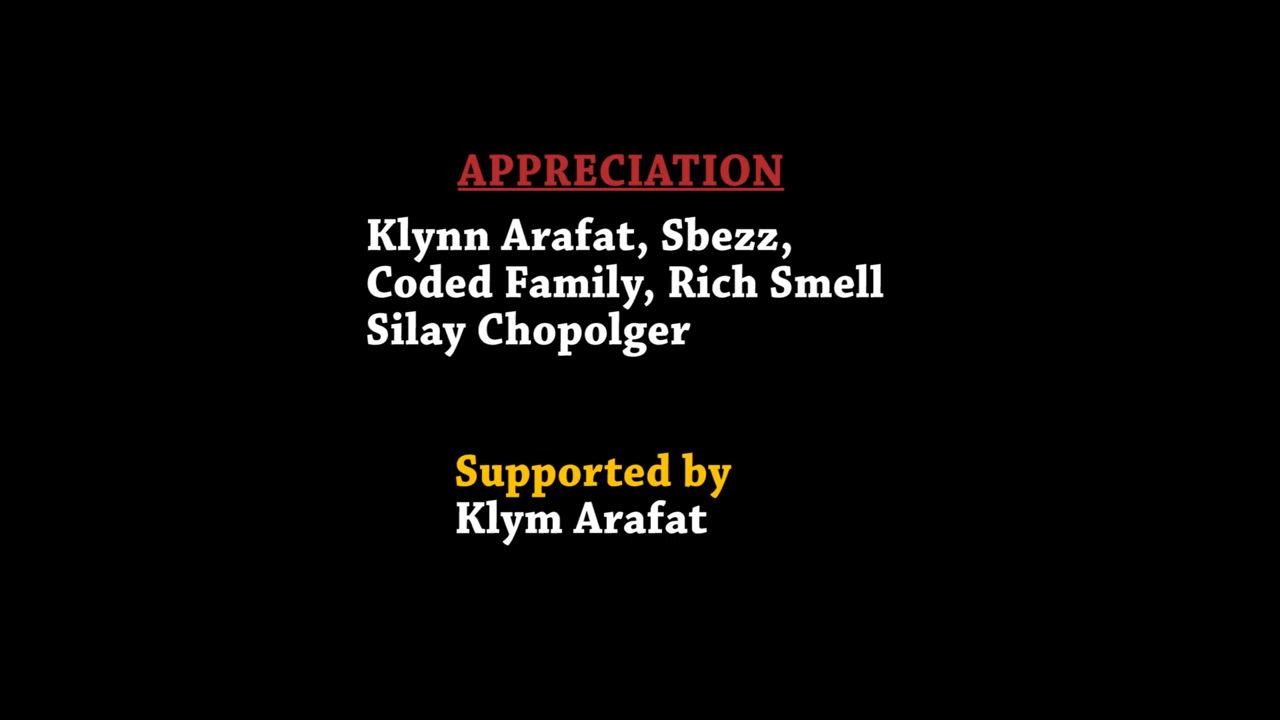 APPRECIATION
Klynn Arafat, Sbezz,
Coded Family, Rich Smell
Silay Chopolger
Supported by
Klym Arafat